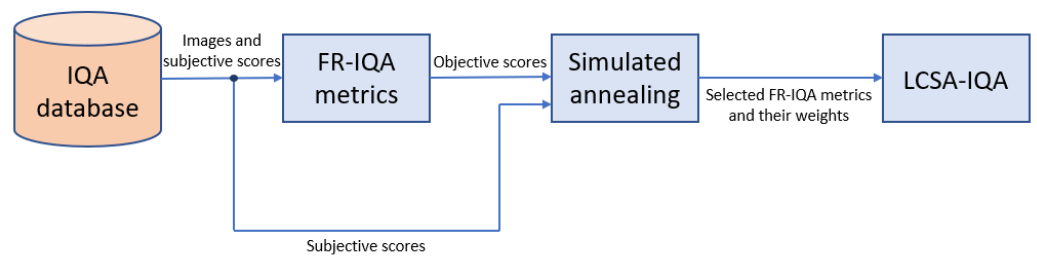 IQA
database
Images and
subjective scores
FR-IQA
metrics
Objective scores
Simulated
annealing
Selected FR-IQA metrics
and their weights
LCSA-IQA
Subjective scores